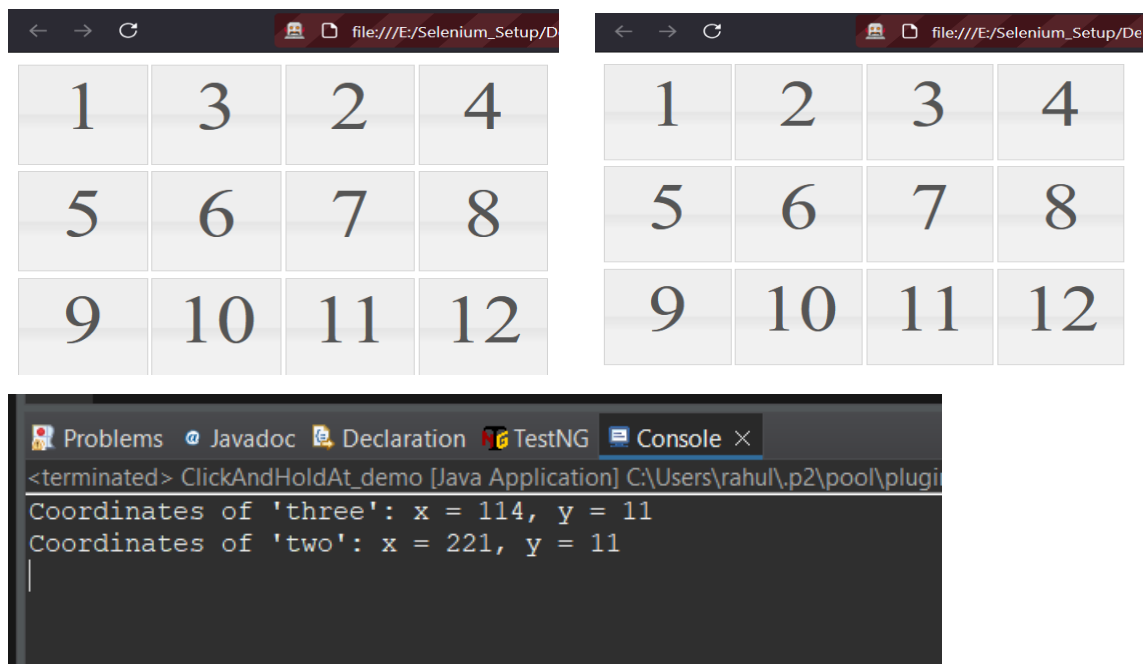 file:///E:/Selenium_Setup/D
1 3 2 4
5 6 7 8
9 10 11 12
file:///E:/Selenium_Setup/De
1 2 3 4
5 6 7 8
9 10 11 12
Problems @ Javadoc Declaration TestNG Console
<terminated> ClickAndHoldAt_demo [Java Application] C:\Users\rahul\.p2\pool\plugi
Coordinates of 'three': x = 114, y = 11
Coordinates of 'two': x = 221, y = 11